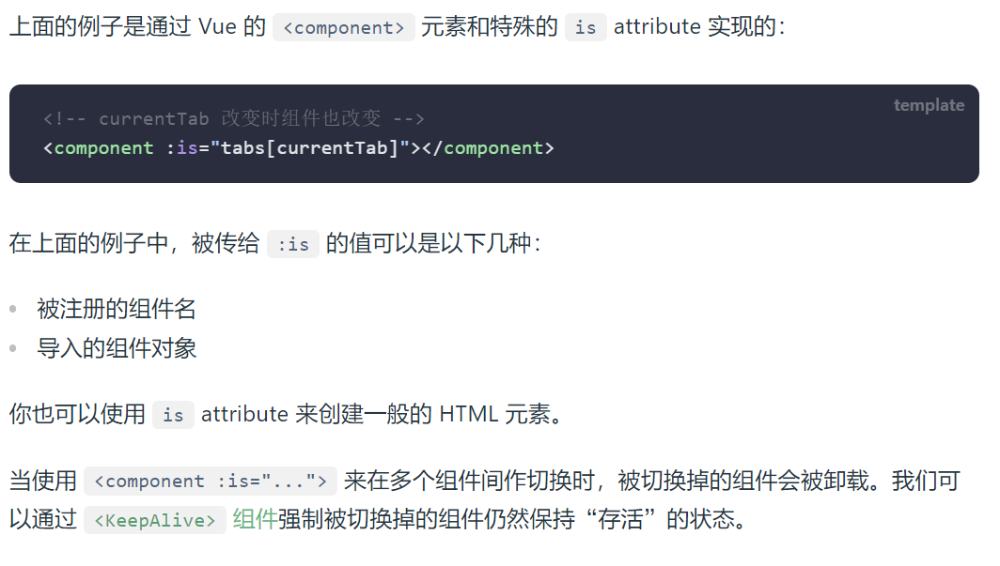 上面的例子是通过 Vue 的 <component> 元素和特殊的 is attribute 实现的：
template
<!-- currentTab 改变时组件也改变 -->
<component :is="tabs[currentTab]"></component>
在上面的例子中，被传给 :is 的值可以是以下几种：
• 被注册的组件名
• 导入的组件对象
你也可以使用 is attribute 来创建一般的 HTML 元素。
当使用 <component :is="..."> 来在多个组件间作切换时，被切换掉的组件会被卸载。我们可
以通过 <KeepAlive> 组件强制被切换掉的组件仍然保持“存活”的状态。